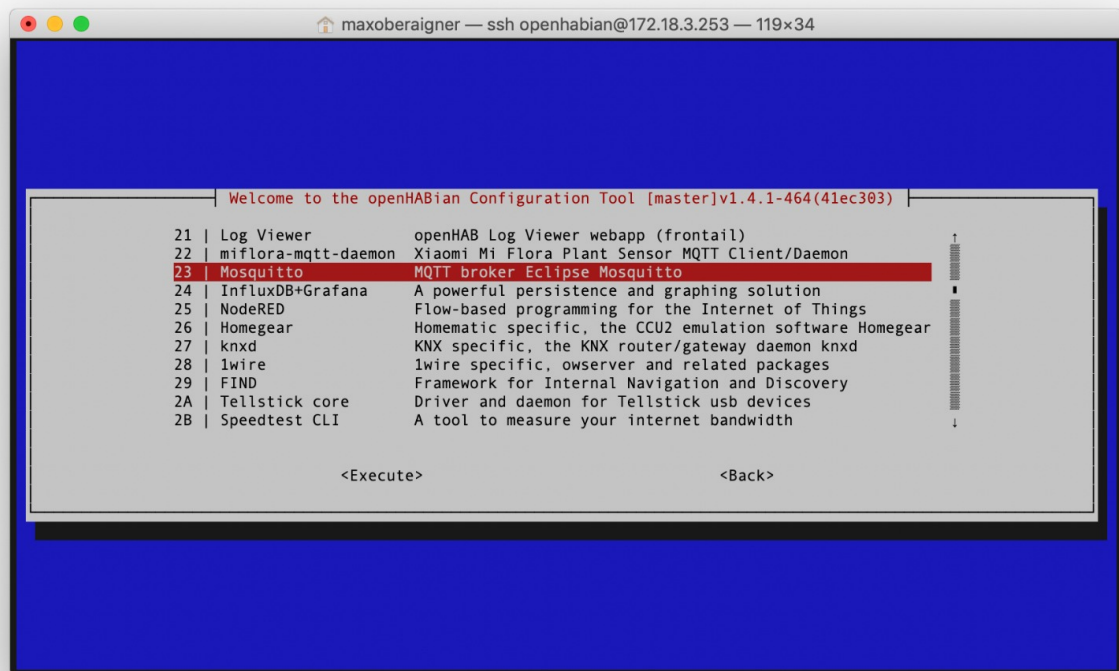 maxoberaigner — ssh openhabian@172.18.3.253 — 119×34
Welcome to the openHABian Configuration Tool [master]v1.4.1-464(41ec303)
21 | Log Viewer openHAB Log Viewer webapp (frontail)
22 | miflora-mqtt-daemon Xiaomi Mi Flora Plant Sensor MQTT Client/Daemon
23 | Mosquitto MQTT broker Eclipse Mosquitto
24 | InfluxDB+Grafana A powerful persistence and graphing solution
25 | NodeRED Flow-based programming for the Internet of Things
26 | Homegear Homematic specific, the CCU2 emulation software Homegear
27 | knxd KNX specific, the KNX router/gateway daemon knxd
28 | 1wire 1wire specific, owserver and related packages
29 | FIND Framework for Internal Navigation and Discovery
2A | Tellstick core Driver and daemon for Tellstick usb devices
2B | Speedtest CLI A tool to measure your internet bandwidth
<Execute> <Back>